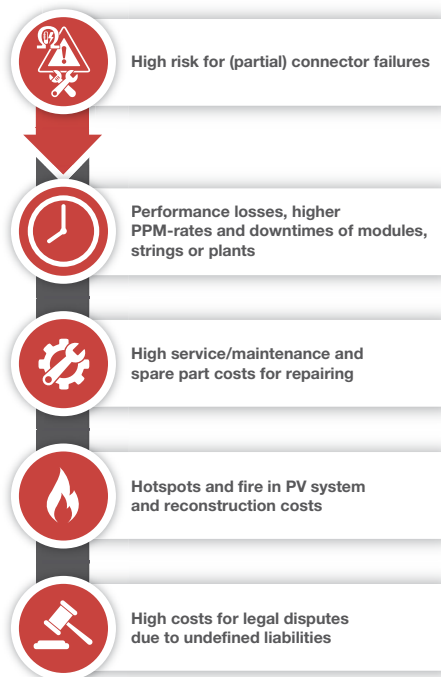 High risk for (partial) connector failures
Performance losses, higher
PPM-rates and downtimes of modules,
strings or plants
High service/maintenance and
spare part costs for repairing
Hotspots and fire in PV system
and reconstruction costs
High costs for legal disputes
due to undefined liabilities